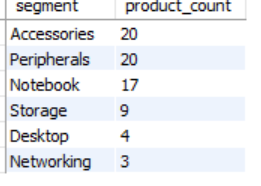 segment product_count
Accessories 20
Peripherals 20
Notebook 17
Storage 9
Desktop 4
Networking 3